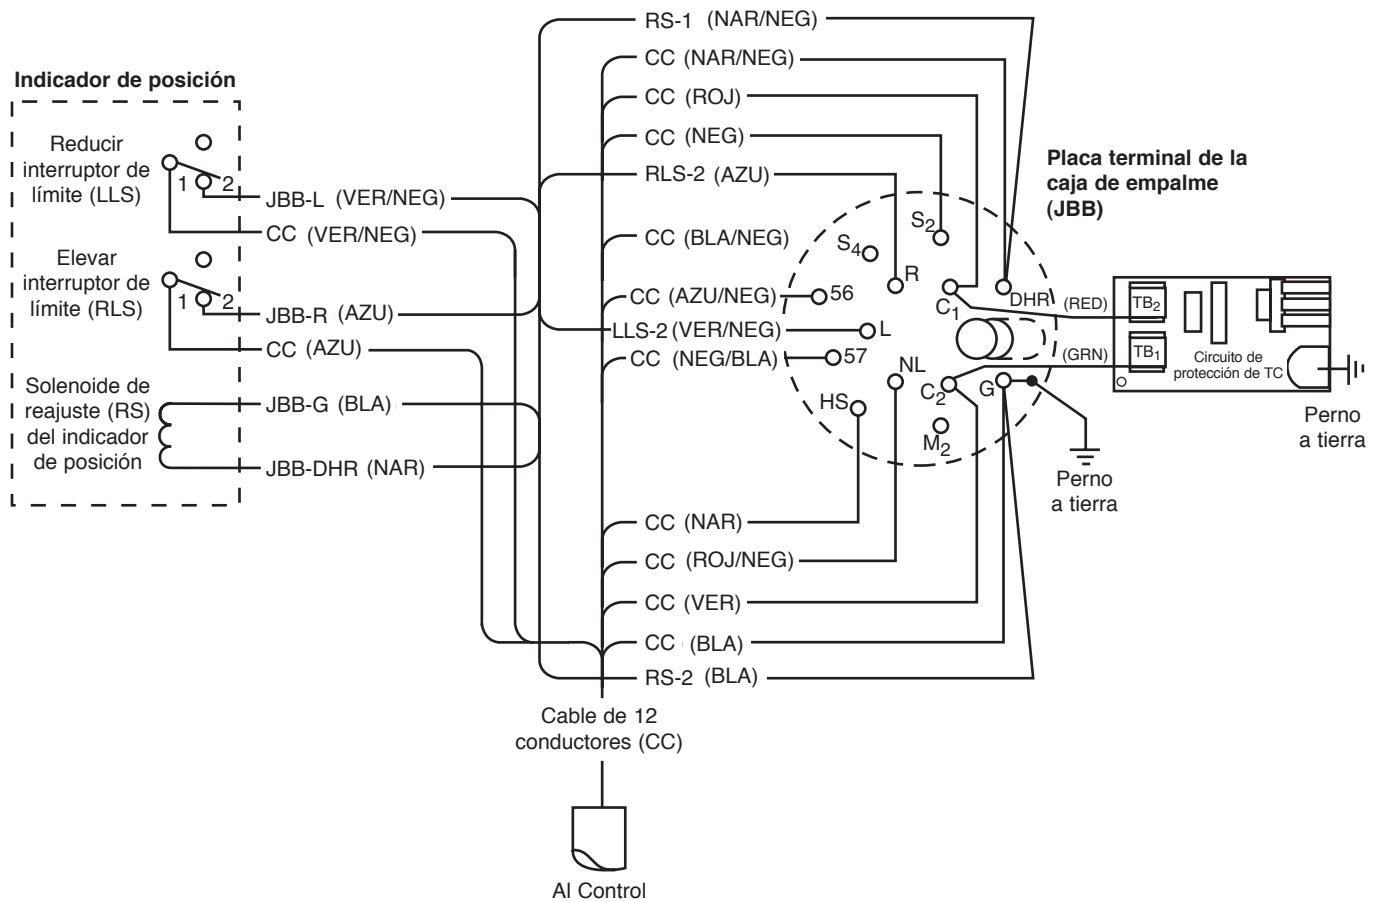 RS-1 (NAR/NEG)
CC (NAR/NEG)
CC (ROJ)
CC (NEG)
RLS-2 (AZU)
CC (BLA/NEG)
CC (AZU/NEG)
LLS-2 (VER/NEG)
CC (NEG/BLA)
CC (NAR)
CC (ROJ/NEG)
CC (VER)
CC (BLA)
RS-2 (BLA)
Indicador de posición
Reducir
interruptor de
límite (LLS)
1 2
JBB-L (VER/NEG)
CC (VER/NEG)
Elevar
interruptor de
límite (RLS)
1 2
JBB-R (AZU)
CC (AZU)
Solenoide de
reajuste (RS)
del indicador
de posición
JBB-G (BLA)
JBB-DHR (NAR)
Placa terminal de la
caja de empalme
(JBB)
S2
S4
R
C1
DHR
56
L
57
NL
C2
G
HS
M2
(RED)
(GRN)
TB2
TB1
Circuito de
protección de TC
Perno
a tierra
Perno
a tierra
Cable de 12
conductores (CC)
Al Control